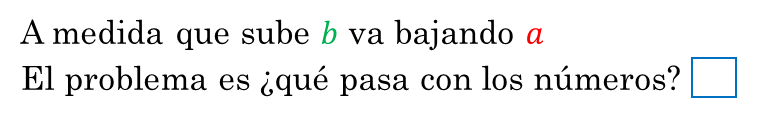 A medida que sube b va bajando a
El problema es ¿qué pasa con los números?